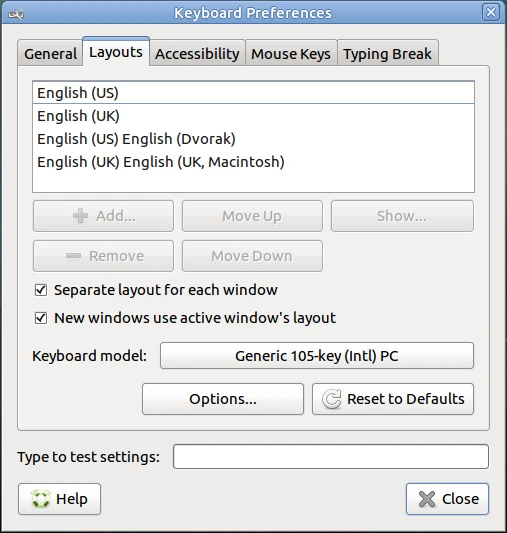 Keyboard Preferences
General Layouts Accessibility Mouse Keys Typing Break
English (US)
English (UK)
English (US) English (Dvorak)
English (UK) English (UK, Macintosh)
Add... Move Up Show...
Remove Move Down
Separate layout for each window
New windows use active window's layout
Keyboard model: Generic 105-key (Intl) PC
Options... Reset to Defaults
Type to test settings:
Help Close